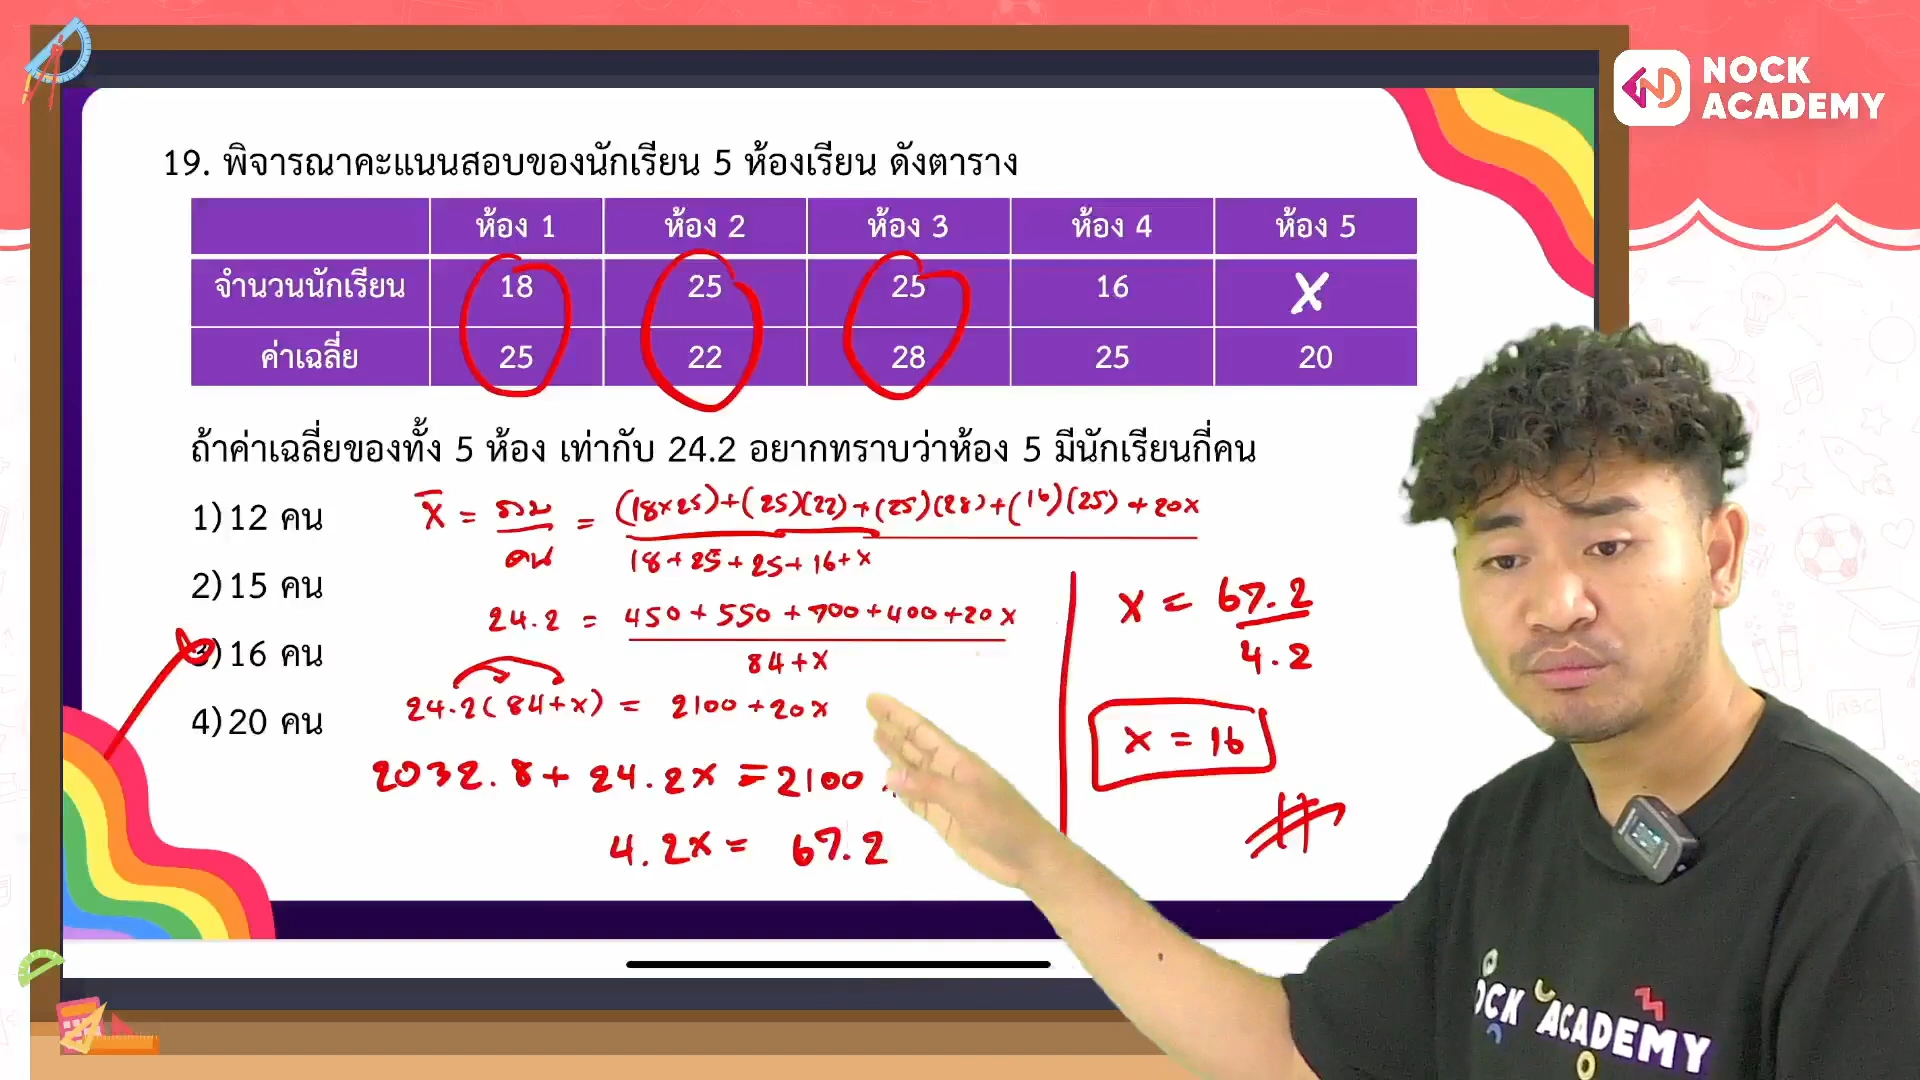 NOCK
ACADEMY
19. พิจารณาคะแนนสอบของนักเรียน 5 ห้องเรียน ดังตาราง
ห้อง 1 ห้อง 2 ห้อง 3 ห้อง 4 ห้อง 5
จำนวนนักเรียน 18 25 25 16 X
ค่าเฉลี่ย 25 22 28 25 20
ถ้าค่าเฉลี่ยของทั้ง 5 ห้อง เท่ากับ 24.2 อยากทราบว่าห้อง 5 มีนักเรียนกี่คน
1) 12 คน
2) 15 คน
3) 16 คน
4) 20 คน
x̄ = รวม/คน = (18×25)+(25)(22)+(25)(28)+(16)(25)+20x
18+25+25+16+x
24.2 = 450+550+700+400+20x
84+x
24.2(84+x) = 2100+20x
2032.8+24.2x = 2100
4.2x = 67.2
x = 67.2
4.2
x = 16
OCK ACADEMY